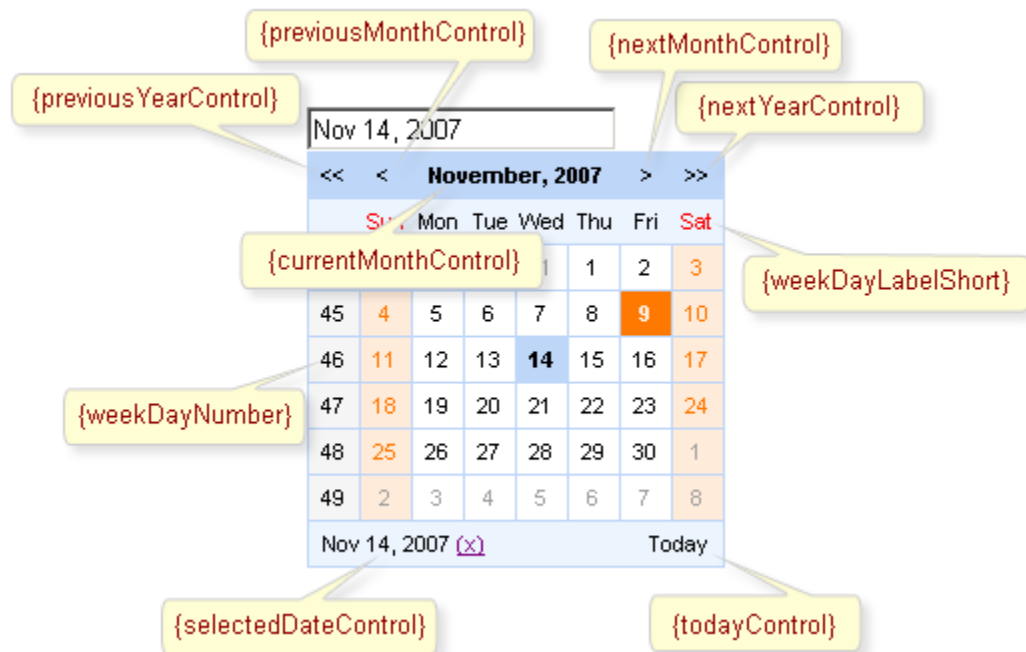 {previousMonthControl}
{nextMonthControl}
{previousYearControl}
{nextYearControl}
Nov 14, 2007
<< < November, 2007 > >>
Mon Tue Wed Thu Fri Sat
{currentMonthControl}
1 2 3
{weekDayLabelShort}
45 4 5 6 7 8 9 10
46 11 12 13 14 15 16 17
{weekDayNumber}
47 18 19 20 21 22 23 24
48 25 26 27 28 29 30 1
49 2 3 4 5 6 7 8
Nov 14, 2007 (x) Today
{selectedDateControl}
{todayControl}